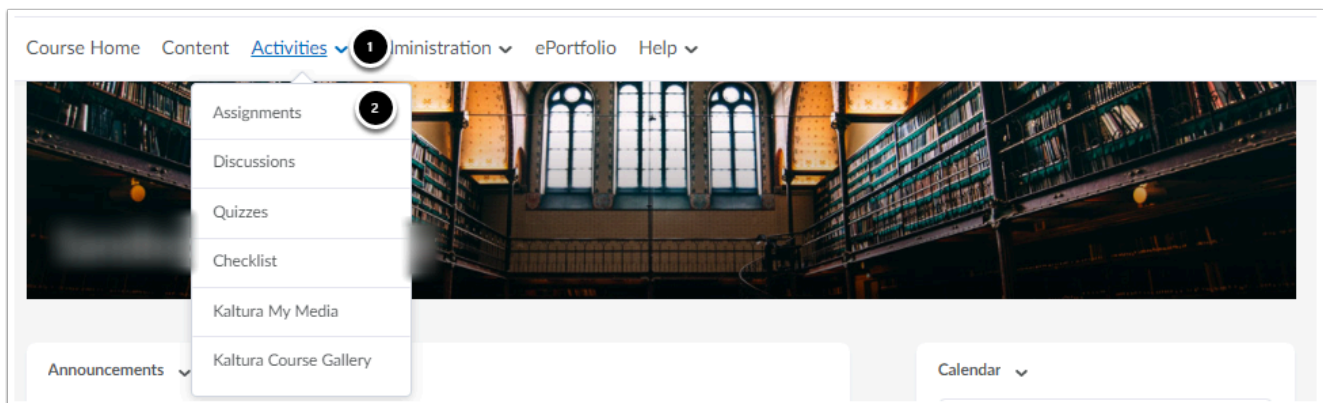 Course Home Content Activities 1 dministration ePortfolio Help
Assignments 2
Discussions
Quizzes
Checklist
Kaltura My Media
Kaltura Course Gallery
Announcements
Calendar